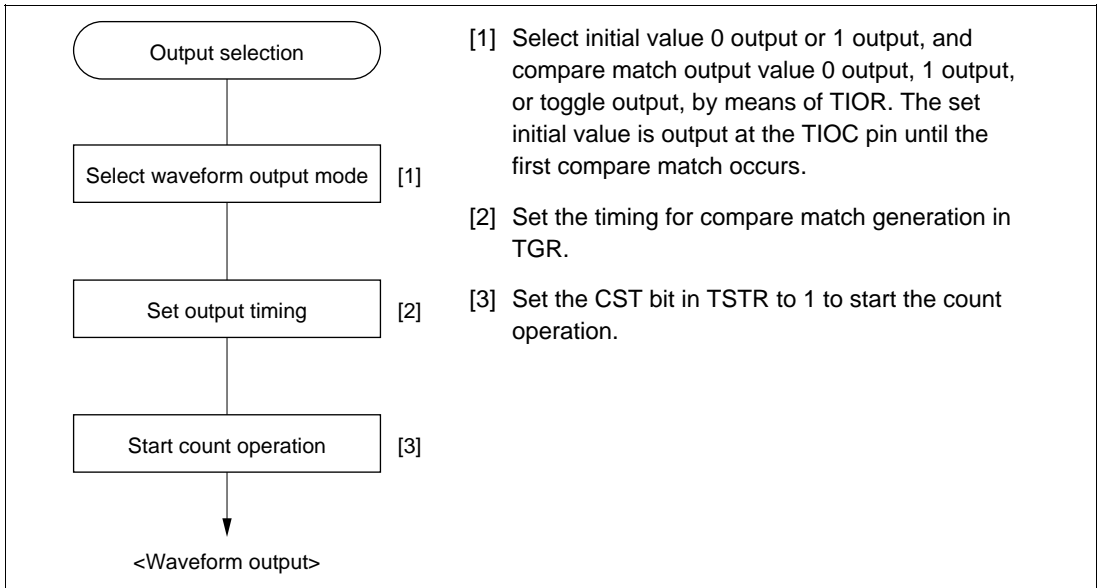 Output selection
Select waveform output mode [1]
Set output timing [2]
Start count operation [3]
<Waveform output>
[1] Select initial value 0 output or 1 output, and
compare match output value 0 output, 1 output,
or toggle output, by means of TIOR. The set
initial value is output at the TIOC pin until the
first compare match occurs.
[2] Set the timing for compare match generation in
TGR.
[3] Set the CST bit in TSTR to 1 to start the count
operation.